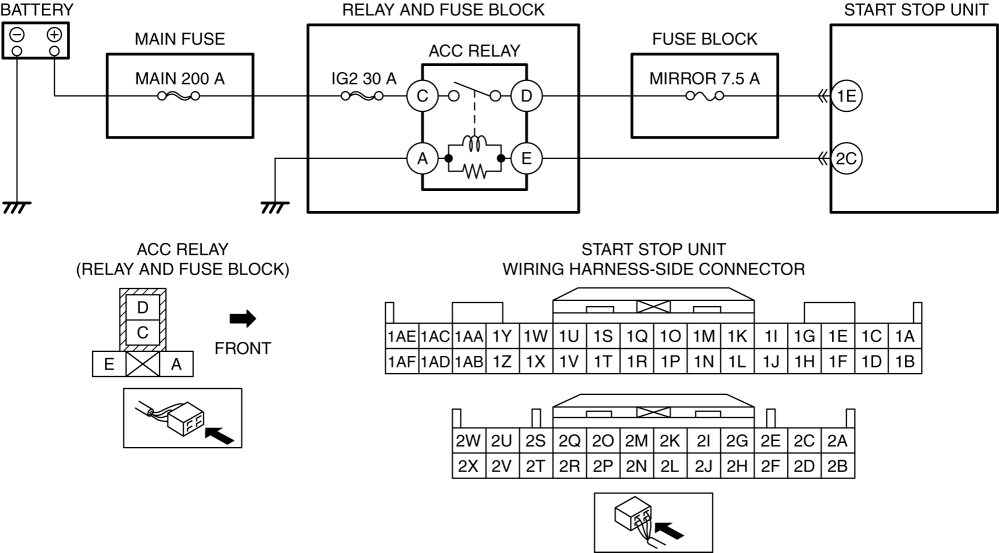 BATTERY
RELAY AND FUSE BLOCK
START STOP UNIT
MAIN FUSE
FUSE BLOCK
ACC RELAY
MAIN 200 A
IG2 30 A
MIRROR 7.5 A
C
D
1E
A
E
2C
ACC RELAY
(RELAY AND FUSE BLOCK)
D
C
E
A
FRONT
START STOP UNIT
WIRING HARNESS-SIDE CONNECTOR
1AE 1AC 1AA 1Y 1W 1U 1S 1Q 1O 1M 1K 1I 1G 1E 1C 1A
1AF 1AD 1AB 1Z 1X 1V 1T 1R 1P 1N 1L 1J 1H 1F 1D 1B
2W 2U 2S 2Q 2O 2M 2K 2I 2G 2E 2C 2A
2X 2V 2T 2R 2P 2N 2L 2J 2H 2F 2D 2B